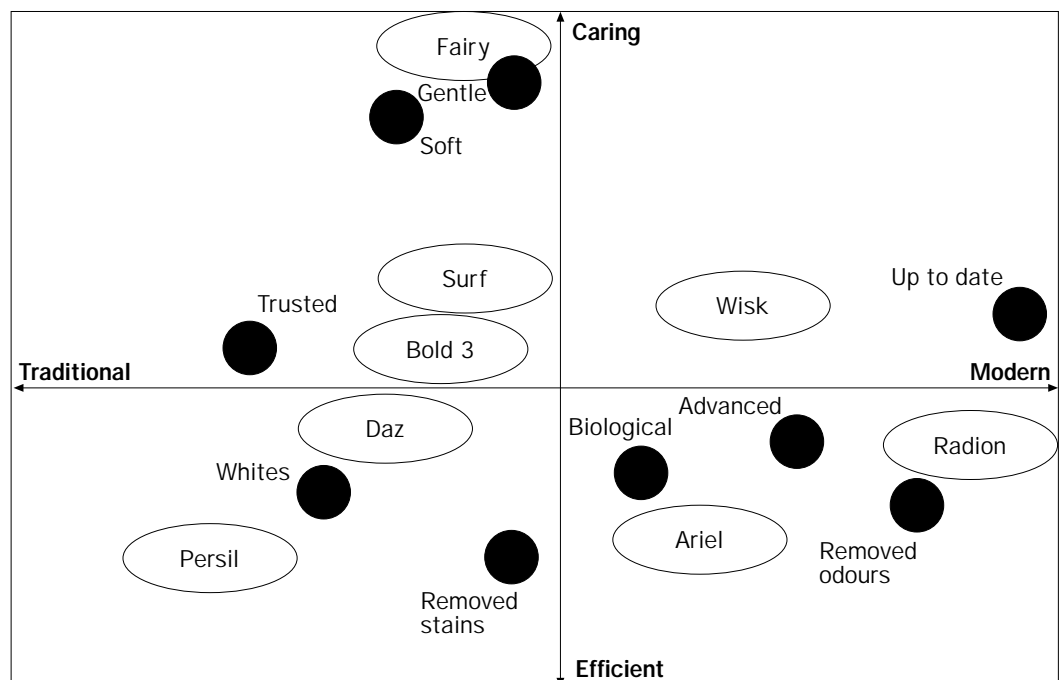 Fairy
Caring
Gentle
Soft
Surf
Up to date
Trusted
Wisk
Bold 3
Traditional
Modern
Advanced
Daz
Biological
Radion
Whites
Ariel
Persil
Removed
odours
Removed
stains
Efficient